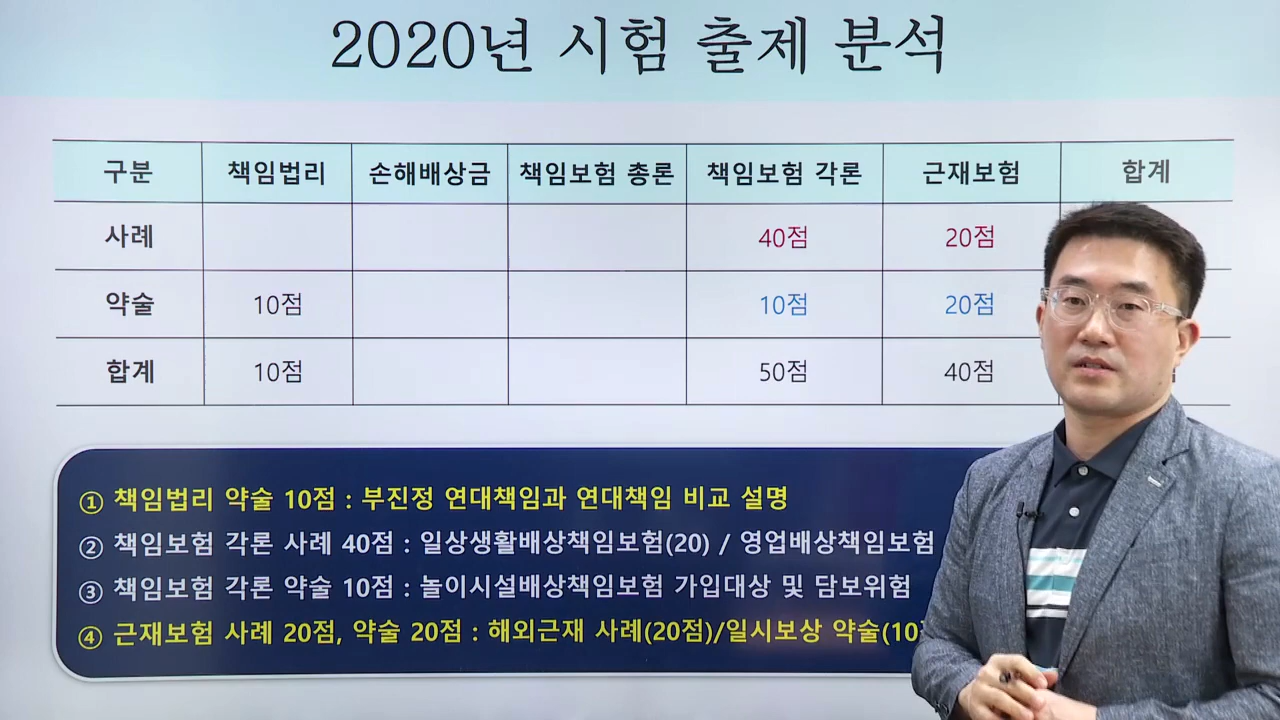 2020년 시험 출제 분석
구분 책임법리 손해배상금 책임보험 총론 책임보험 각론 근재보험 합계
사례 40점 20점
약술 10점 10점 20점
합계 10점 50점 40점
① 책임법리 약술 10점 : 부진정 연대책임과 연대책임 비교 설명
② 책임보험 각론 사례 40점 : 일상생활배상책임보험(20) / 영업배상책임보험
③ 책임보험 각론 약술 10점 : 놀이시설배상책임보험 가입대상 및 담보위험
④ 근재보험 사례 20점, 약술 20점 : 해외근재 사례(20점)/일시보상 약술(10